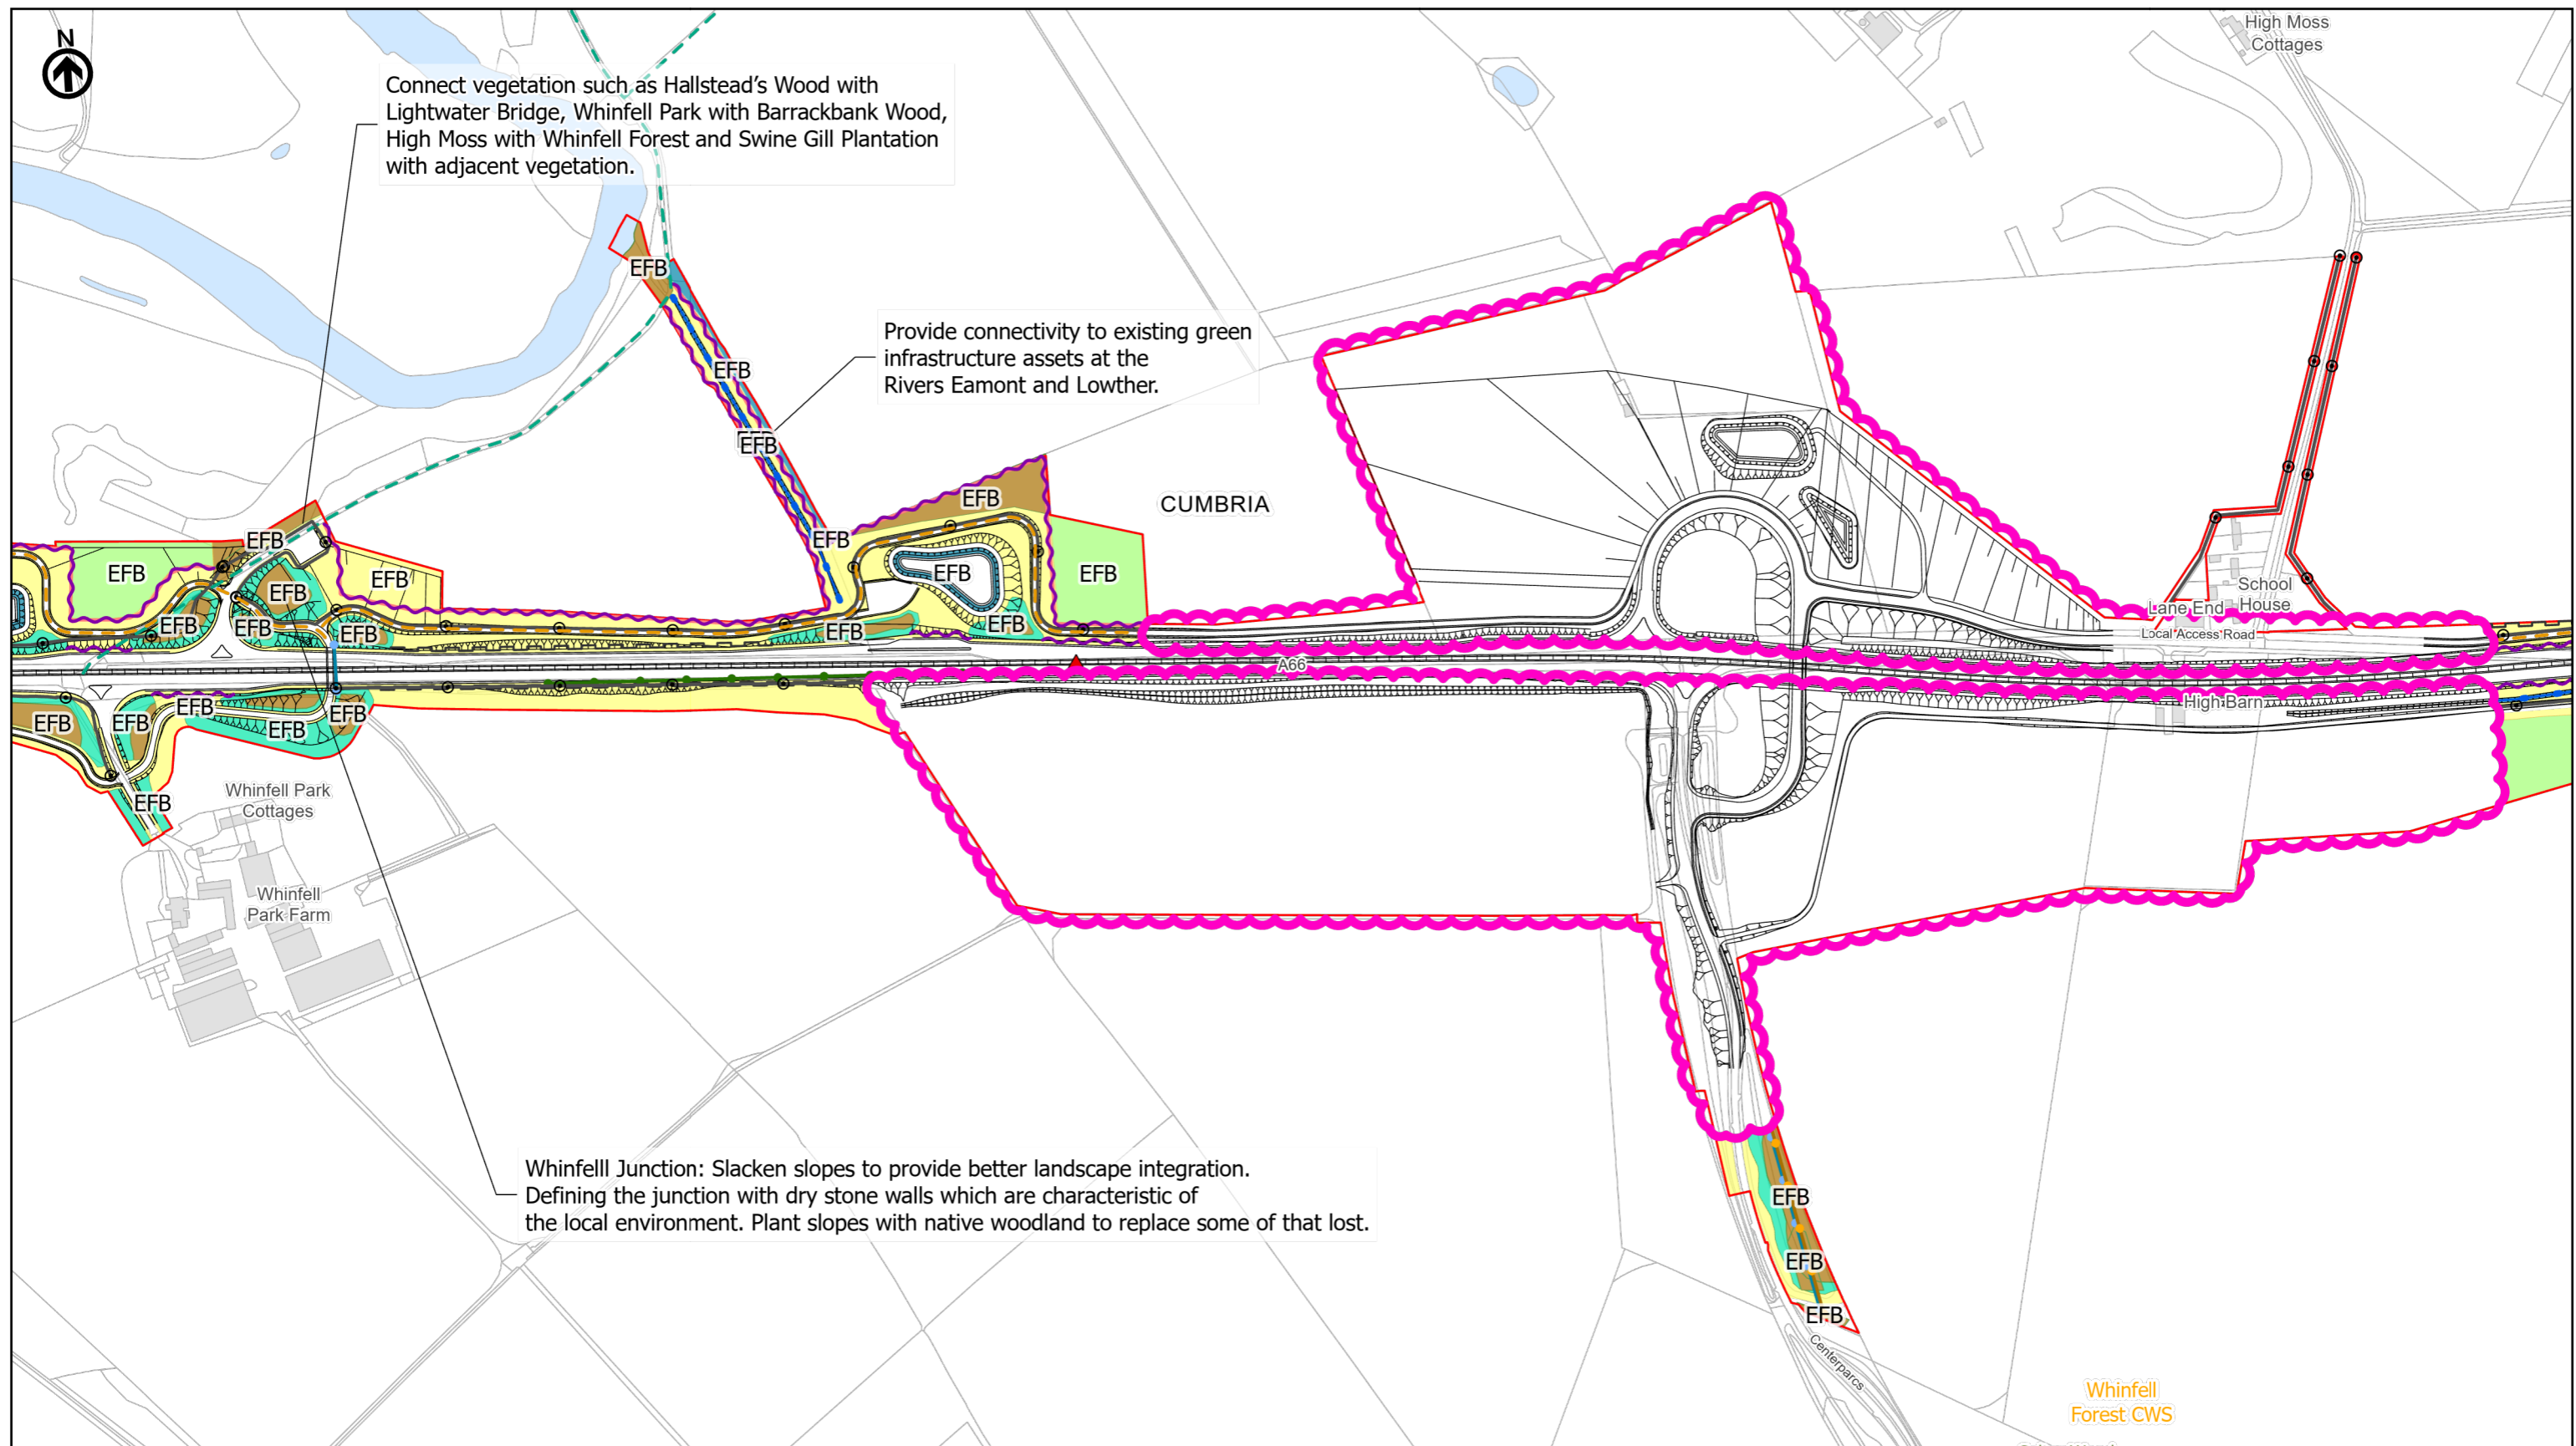 N
High Moss
Cottages
Connect vegetation such as Hallstead's Wood with
Lightwater Bridge, Whinfell Park with Barrackbank Wood,
High Moss with Whinfell Forest and Swine Gill Plantation
with adjacent vegetation.
EFB
Provide connectivity to existing green
infrastructure assets at the
Rivers Eamont and Lowther.
EFB
EFB
EFB
EFB
CUMBRIA
EFB
EFB
EFB
EFB
EFB
EFB
EFB
School
House
EFB
Lane End
EFB
EFB
EFB
EFB
EFB
Local Access Road
A66
High Barn
EFB
EFB
EFB
EFB
EFB
Whinfell Park
Cottages
EFB
Whinfell
Park Farm
Whinfelll Junction: Slacken slopes to provide better landscape integration.
Defining the junction with dry stone walls which are characteristic of
the local environment. Plant slopes with native woodland to replace some of that lost.
EFB
EFB
EFB
Centerparcs
Whinfell
Forest CWS